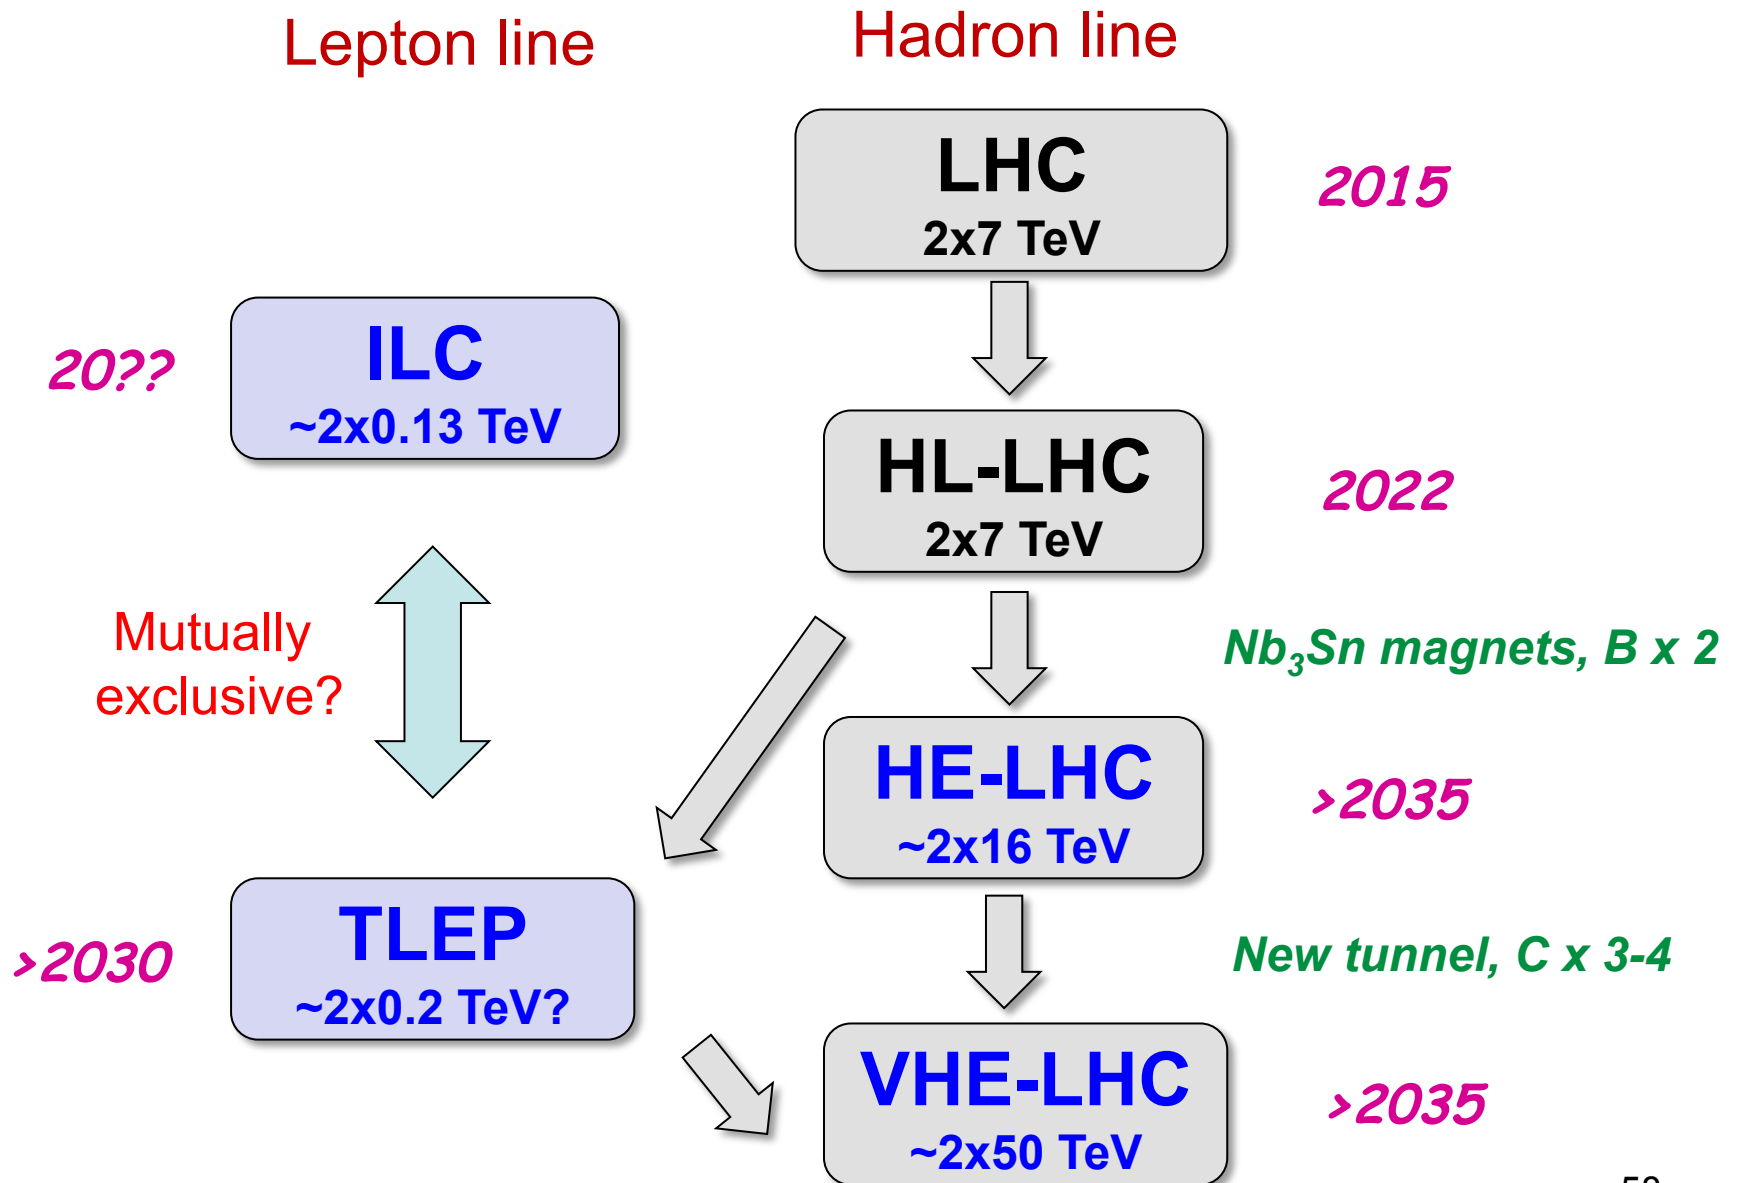 Lepton line
Hadron line
LHC
2x7 TeV
2015
ILC
~2x0.13 TeV
20??
HL-LHC
2x7 TeV
2022
Mutually
exclusive?
Nb₃Sn magnets, B x 2
HE-LHC
~2x16 TeV
>2035
TLEP
~2x0.2 TeV?
>2030
New tunnel, C x 3-4
VHE-LHC
~2x50 TeV
>2035